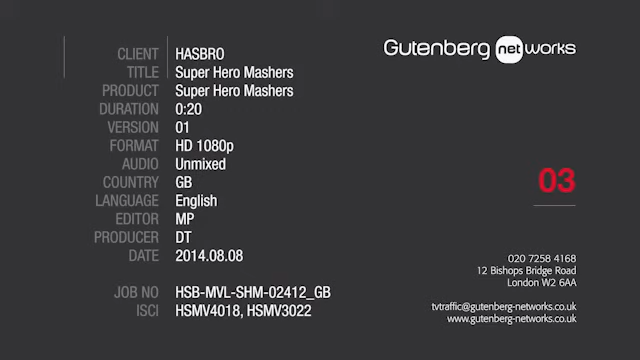 CLIENT HASBRO
TITLE Super Hero Mashers
PRODUCT Super Hero Mashers
DURATION 0:20
VERSION 01
FORMAT HD 1080p
AUDIO Unmixed
COUNTRY GB
LANGUAGE English
EDITOR MP
PRODUCER DT
DATE 2014.08.08
JOB NO HSB-MVL-SHM-02412_GB
ISCI HSMV4018, HSMV3022
Gutenberg networks
03
020 7258 4168
12 Bishops Bridge Road
London W2 6AA
tvtraffic@gutenberg-networks.co.uk
www.gutenberg-networks.co.uk